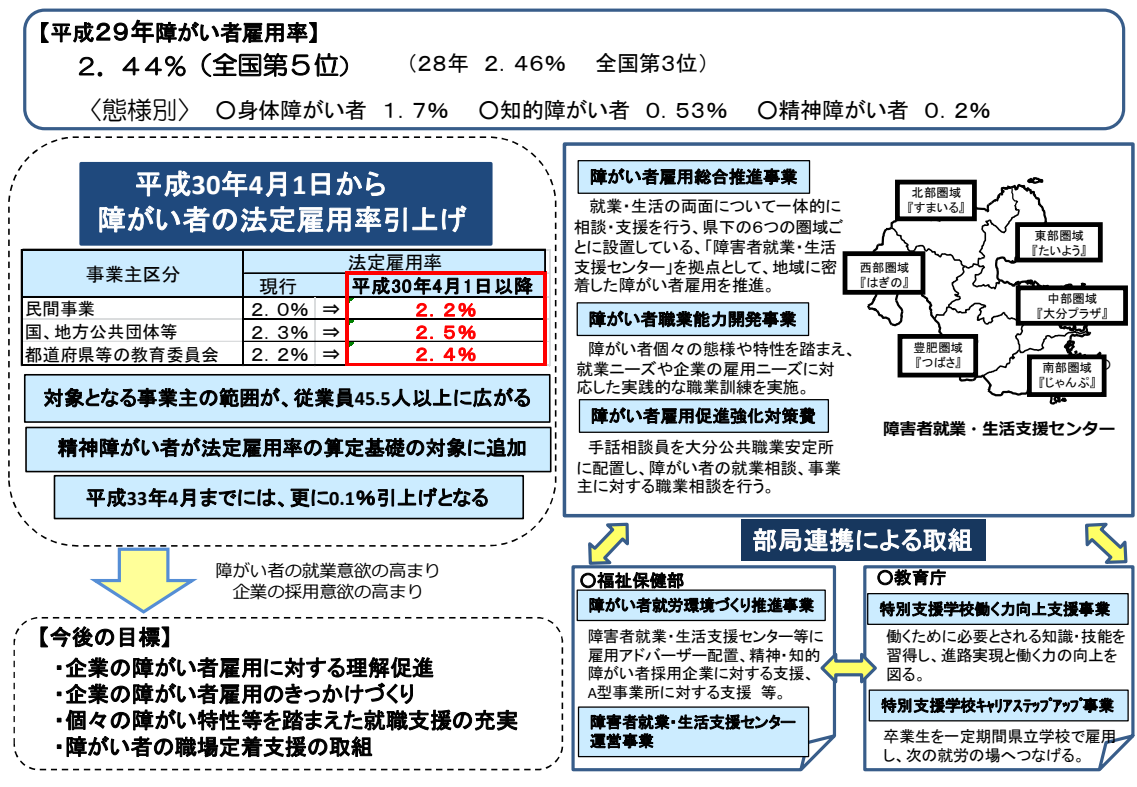 【平成29年障がい者雇用率】
2．44%（全国第5位）　（28年　2．46%　全国第3位）
〈態様別〉　○身体障がい者　1．7%　○知的障がい者　0．53%　○精神障がい者　0．2%
平成30年4月1日から
障がい者の法定雇用率引上げ
事業主区分　法定雇用率
現行　平成30年4月1日以降
民間事業　2．0%　⇒　2．2%
国、地方公共団体等　2．3%　⇒　2．5%
都道府県等の教育委員会　2．2%　⇒　2．4%
対象となる事業主の範囲が、従業員45.5人以上に広がる
精神障がい者が法定雇用率の算定基礎の対象に追加
平成33年4月までには、更に0.1%引上げとなる
障がい者の就業意欲の高まり
企業の採用意欲の高まり
【今後の目標】
・企業の障がい者雇用に対する理解促進
・企業の障がい者雇用のきっかけづくり
・個々の障がい特性等を踏まえた就職支援の充実
・障がい者の職場定着支援の取組
障がい者雇用総合推進事業
就業・生活の両面について一体的に
相談・支援を行う、県下の6つの圏域ご
とに設置している、「障害者就業・生活
支援センター」を拠点として、地域に密
着した障がい者雇用を推進。
障がい者職業能力開発事業
障がい者個々の態様や特性を踏まえ、
就業ニーズや企業の雇用ニーズに対
応した実践的な職業訓練を実施。
障がい者雇用促進強化対策費
手話相談員を大分公共職業安定所
に配置し、障がい者の就業相談、事業
主に対する職業相談を行う。
北部圏域
『すまいる』
東部圏域
『たいよう』
西部圏域
『はぎの』
中部圏域
『大分プラザ』
豊肥圏域
『つばさ』
南部圏域
『じゃんぷ』
障害者就業・生活支援センター
部局連携による取組
○福祉保健部
障がい者就労環境づくり推進事業
障害者就業・生活支援センター等に
雇用アドバーザー配置、精神・知的
障がい者採用企業に対する支援、
A型事業所に対する支援 等。
障害者就業・生活支援センター
運営事業
○教育庁
特別支援学校働く力向上支援事業
働くために必要とされる知識・技能を
習得し、進路実現と働く力の向上を
図る。
特別支援学校ｷｬﾘｱｽﾃｯﾌﾟｱｯﾌﾟ事業
卒業生を一定期間県立学校で雇用
し、次の就労の場へつなげる。